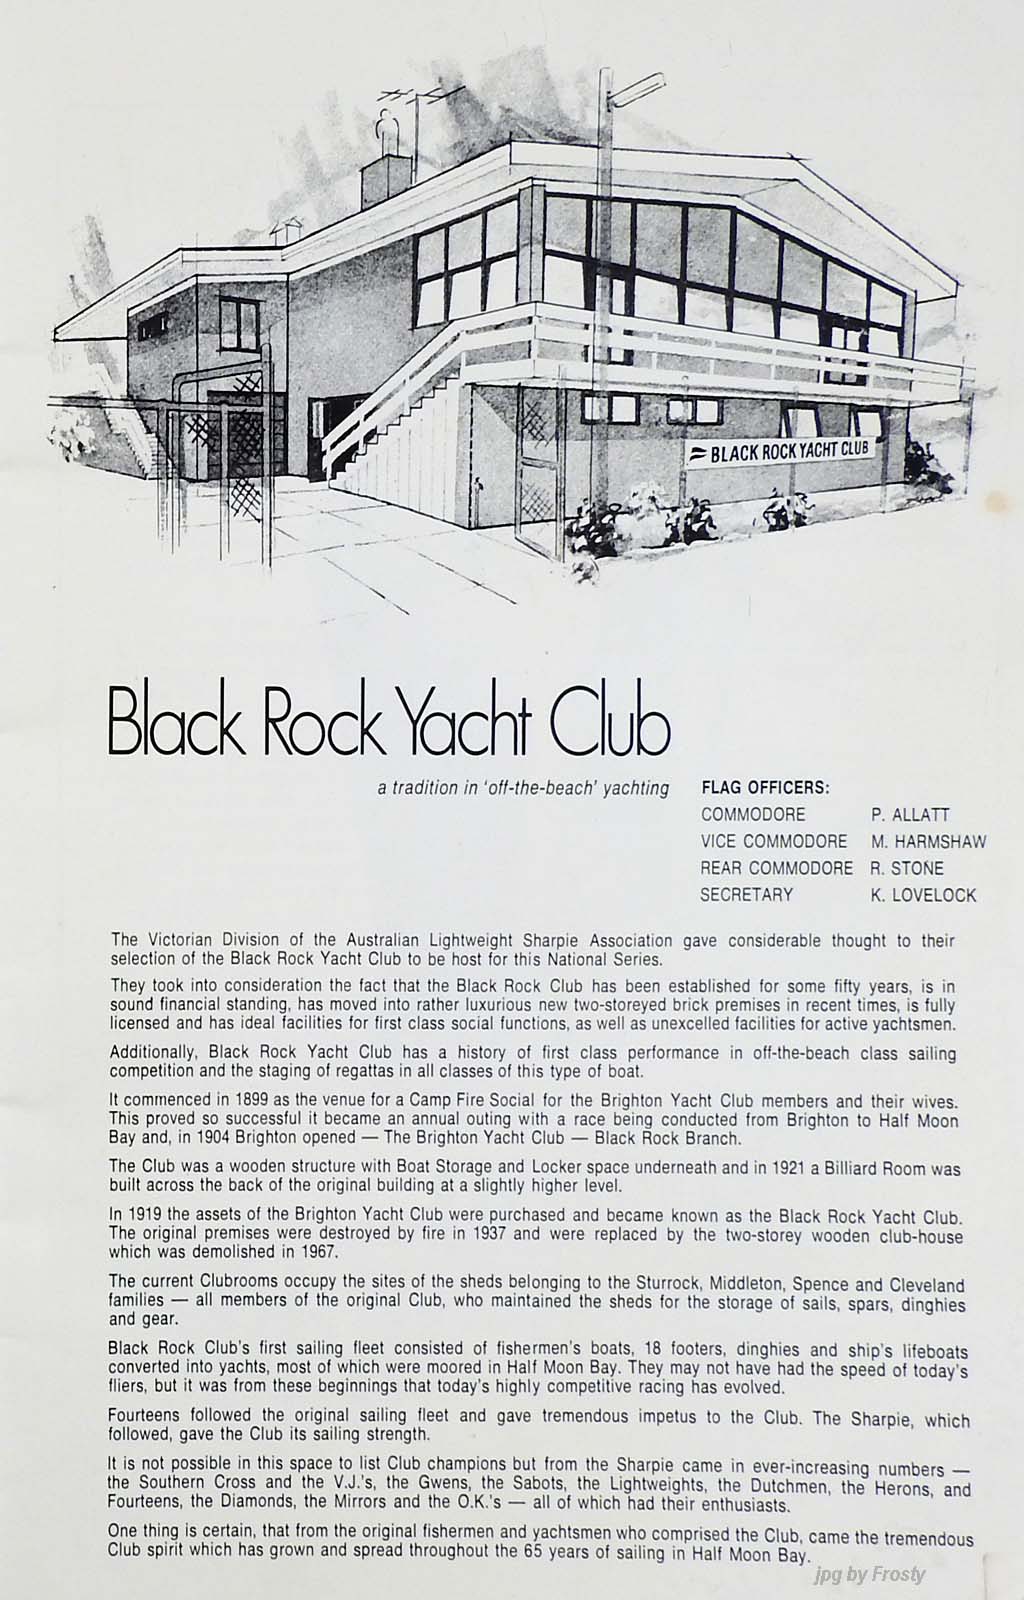 BLACK ROCK YACHT CLUB
Black Rock Yacht Club
a tradition in 'off-the-beach' yachting
FLAG OFFICERS:
COMMODORE P. ALLATT
VICE COMMODORE M. HARMSHAW
REAR COMMODORE R. STONE
SECRETARY K. LOVELOCK
The Victorian Division of the Australian Lightweight Sharpie Association gave considerable thought to their
selection of the Black Rock Yacht Club to be host for this National Series.
They took into consideration the fact that the Black Rock Club has been established for some fifty years, is in
sound financial standing, has moved into rather luxurious new two-storeyed brick premises in recent times, is fully
licensed and has ideal facilities for first class social functions, as well as unexcelled facilities for active yachtsmen.
Additionally, Black Rock Yacht Club has a history of first class performance in off-the-beach class sailing
competition and the staging of regattas in all classes of this type of boat.
It commenced in 1899 as the venue for a Camp Fire Social for the Brighton Yacht Club members and their wives.
This proved so successful it became an annual outing with a race being conducted from Brighton to Half Moon
Bay and, in 1904 Brighton opened — The Brighton Yacht Club — Black Rock Branch.
The Club was a wooden structure with Boat Storage and Locker space underneath and in 1921 a Billiard Room was
built across the back of the original building at a slightly higher level.
In 1919 the assets of the Brighton Yacht Club were purchased and became known as the Black Rock Yacht Club.
The original premises were destroyed by fire in 1937 and were replaced by the two-storey wooden club-house
which was demolished in 1967.
The current Clubrooms occupy the sites of the sheds belonging to the Sturrock, Middleton, Spence and Cleveland
families — all members of the original Club, who maintained the sheds for the storage of sails, spars, dinghies
and gear.
Black Rock Club's first sailing fleet consisted of fishermen's boats, 18 footers, dinghies and ship's lifeboats
converted into yachts, most of which were moored in Half Moon Bay. They may not have had the speed of today's
fliers, but it was from these beginnings that today's highly competitive racing has evolved.
Fourteens followed the original sailing fleet and gave tremendous impetus to the Club. The Sharpie, which
followed, gave the Club its sailing strength.
It is not possible in this space to list Club champions but from the Sharpie came in ever-increasing numbers —
the Southern Cross and the V.J.'s, the Gwens, the Sabots, the Lightweights, the Dutchmen, the Herons, and
Fourteens, the Diamonds, the Mirrors and the O.K.'s — all of which had their enthusiasts.
One thing is certain, that from the original fishermen and yachtsmen who comprised the Club, came the tremendous
Club spirit which has grown and spread throughout the 65 years of sailing in Half Moon Bay.
jpg by Frosty